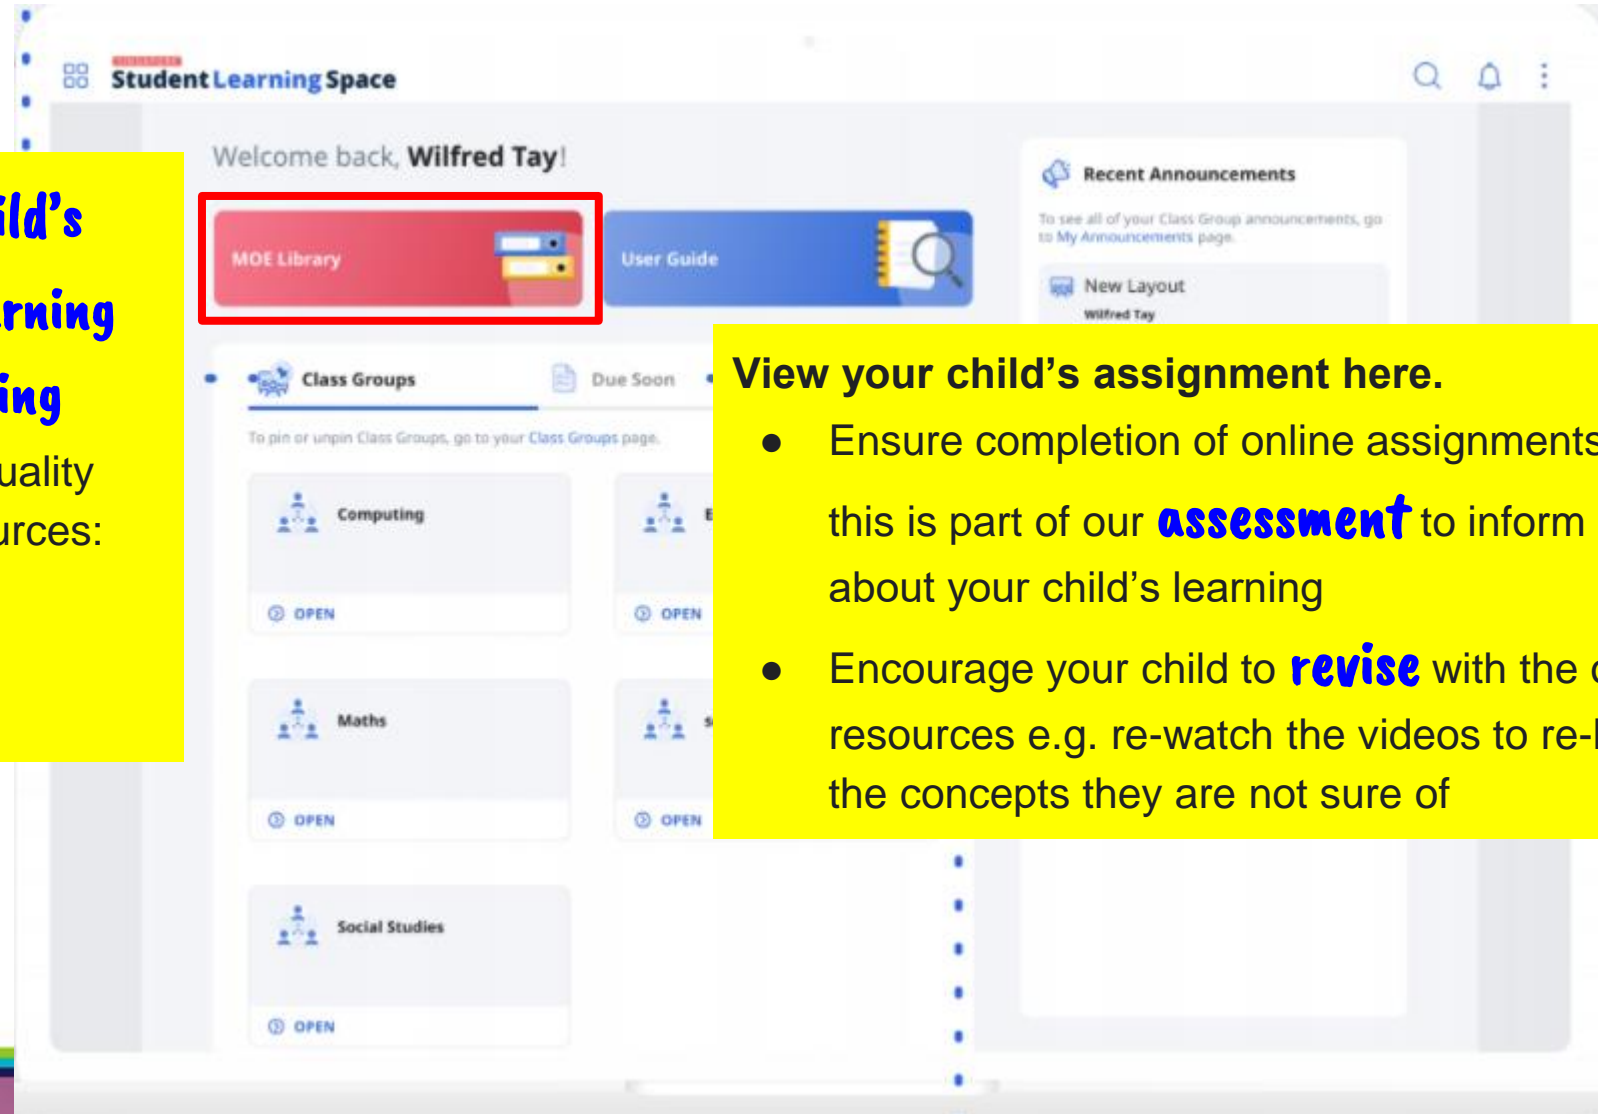 SINGAPORE
Student Learning Space
Welcome back, Wilfred Tay!
MOE Library
User Guide
Recent Announcements
To see all of your Class Group announcements, go
to My Announcements page.
New Layout
Wilfred Tay
ild's
rning
ing
uality
urces:
Class Groups
Due Soon
To pin or unpin Class Groups, go to your Class Groups page.
Computing
E
OPEN
OPEN
Maths
s
OPEN
OPEN
Social Studies
OPEN
View your child's assignment here.
● Ensure completion of online assignments
this is part of our assessment to inform
about your child's learning
● Encourage your child to revise with the
resources e.g. re-watch the videos to re-
the concepts they are not sure of